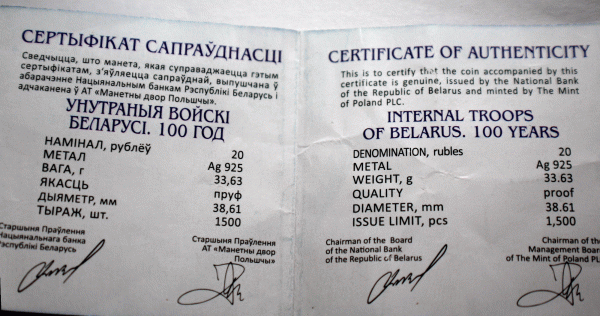 СЕРТЫФІКАТ САПРАЎДНАСЦІ
Сведчыцца, што манета, якая суправаджаецца гэтым
сертыфікатам, з'яўляецца сапраўднай, выпушчана ў
абарачэнне Нацыянальным банкам Рэспублікі Беларусь і
адчаканена ў АТ «Манетны двор Польшчы».
УНУТРАНЫЯ ВОЙСКІ
БЕЛАРУСІ. 100 ГОД
НАМІНАЛ, рублёў 20
МЕТАЛ Ag 925
ВАГА, г 33,63
ЯКАСЦЬ пруф
ДЫЯМЕТР, мм 38,61
ТЫРАЖ, шт. 1500
Старшыня Праўлення
Нацыянальнага банка
Рэспублікі Беларусь
Старшыня Праўлення
АТ «Манетны двор
Польшчы»
CERTIFICATE OF AUTHENTICITY
This is to certify that the coin accompanied by this
certificate is genuine, issued by the National Bank
of the Republic of Belarus and minted by The Mint
of Poland PLC.
INTERNAL TROOPS
OF BELARUS. 100 YEARS
DENOMINATION, rubles 20
METAL Ag 925
WEIGHT, g 33.63
QUALITY proof
DIAMETER, mm 38.61
ISSUE LIMIT, pcs 1,500
Chairman of the Board
of the National Bank
of the Republic of Belarus
Chairman of the
Management Board
of The Mint of Poland PLC